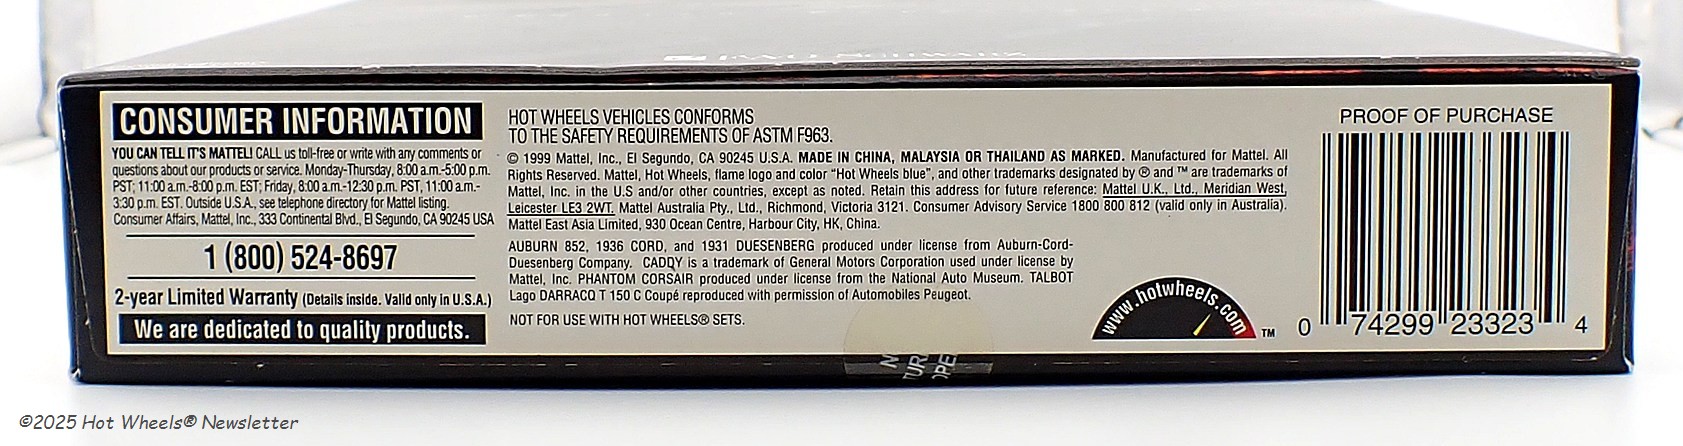 CONSUMER INFORMATION
YOU CAN TELL IT'S MATTEL! CALL us toll-free or write with any comments or
questions about our products or service. Monday-Thursday, 8:00 a.m.-5:00 p.m.
PST; 11:00 a.m.-8:00 p.m. EST; Friday, 8:00 a.m.-12:30 p.m. PST, 11:00 a.m.-
3:30 p.m. EST. Outside U.S.A., see telephone directory for Mattel listing.
Consumer Affairs, Mattel, Inc., 333 Continental Blvd., El Segundo, CA 90245 USA
1 (800) 524-8697
2-year Limited Warranty (Details inside. Valid only in U.S.A.)
We are dedicated to quality products.
HOT WHEELS VEHICLES CONFORMS
TO THE SAFETY REQUIREMENTS OF ASTM F963.
© 1999 Mattel, Inc., El Segundo, CA 90245 U.S.A. MADE IN CHINA, MALAYSIA OR THAILAND AS MARKED. Manufactured for Mattel. All
Rights Reserved. Mattel, Hot Wheels, flame logo and color "Hot Wheels blue", and other trademarks designated by ® and ™ are trademarks of
Mattel, Inc. in the U.S and/or other countries, except as noted. Retain this address for future reference: Mattel U.K., Ltd., Meridian West,
Leicester LE3 2WT. Mattel Australia Pty., Ltd., Richmond, Victoria 3121. Consumer Advisory Service 1800 800 812 (valid only in Australia).
Mattel East Asia Limited, 930 Ocean Centre, Harbour City, HK, China.
AUBURN 852, 1936 CORD, and 1931 DUESENBERG produced under license from Auburn-Cord-
Duesenberg Company. CADQY is a trademark of General Motors Corporation used under license by
Mattel, Inc. PHANTOM CORSAIR produced under license from the National Auto Museum. TALBOT
Lago DARRACQ T 150 C Coupé reproduced with permission of Automobiles Peugeot.
NOT FOR USE WITH HOT WHEELS® SETS.
www.hotwheels.com
TM
PROOF OF PURCHASE
0 74299 23323 4
©2025 Hot Wheels® Newsletter